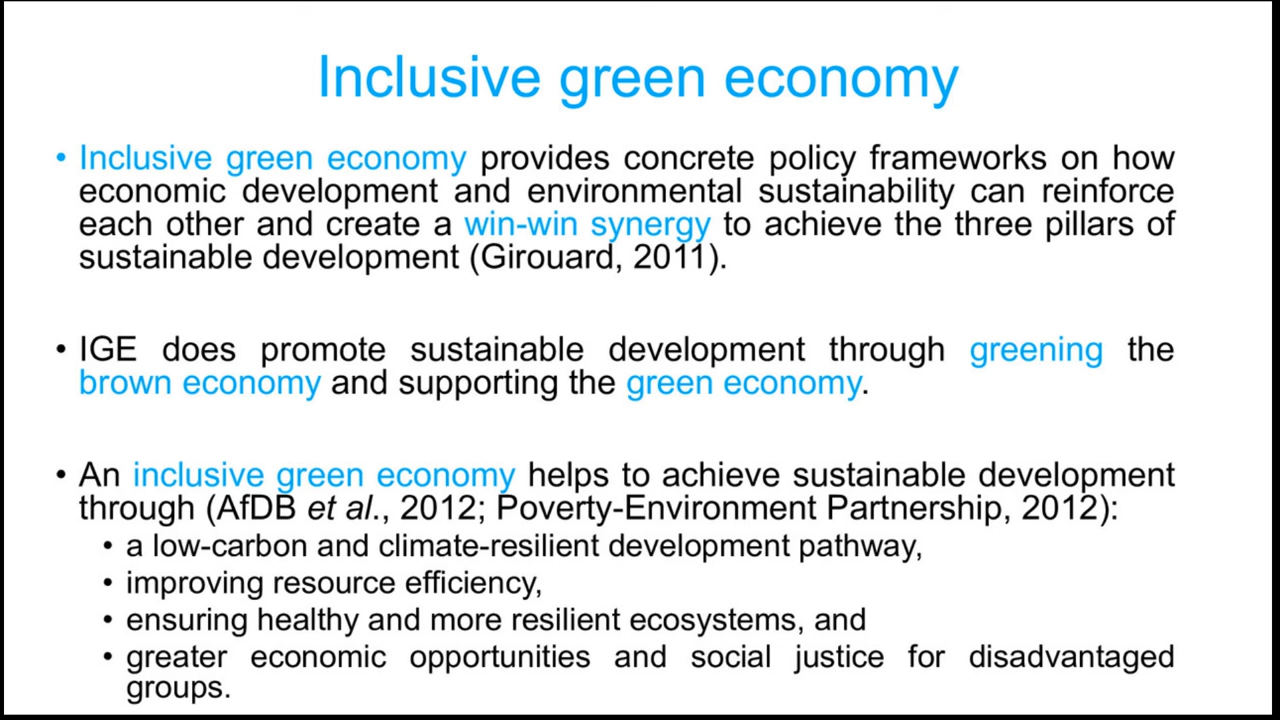 Inclusive green economy
• Inclusive green economy provides concrete policy frameworks on how
economic development and environmental sustainability can reinforce
each other and create a win-win synergy to achieve the three pillars of
sustainable development (Girouard, 2011).
• IGE does promote sustainable development through greening the
brown economy and supporting the green economy.
• An inclusive green economy helps to achieve sustainable development
through (AfDB et al., 2012; Poverty-Environment Partnership, 2012):
• a low-carbon and climate-resilient development pathway,
• improving resource efficiency,
• ensuring healthy and more resilient ecosystems, and
• greater economic opportunities and social justice for disadvantaged
groups.